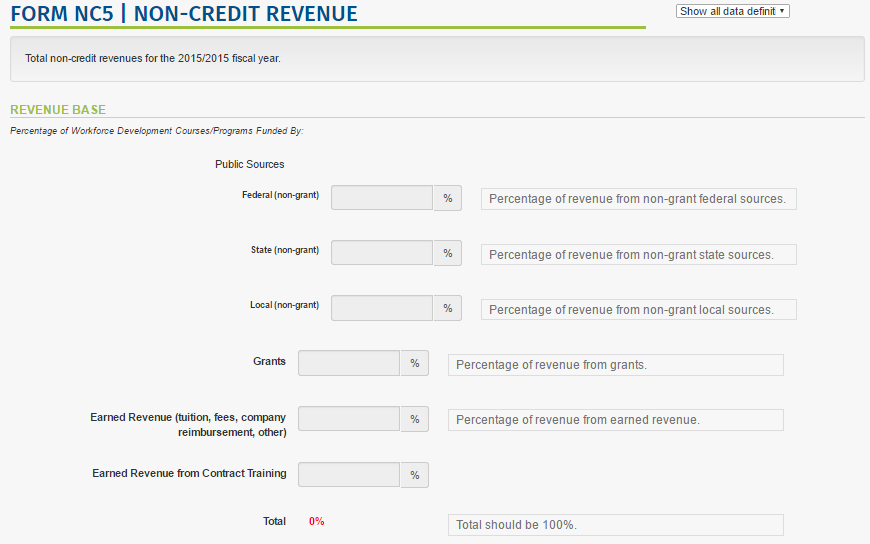 FORM NC5 | NON-CREDIT REVENUE
Show all data definit
Total non-credit revenues for the 2015/2015 fiscal year.
REVENUE BASE
Percentage of Workforce Development Courses/Programs Funded By:
Public Sources
Federal (non-grant) % Percentage of revenue from non-grant federal sources.
State (non-grant) % Percentage of revenue from non-grant state sources.
Local (non-grant) % Percentage of revenue from non-grant local sources.
Grants % Percentage of revenue from grants.
Earned Revenue (tuition, fees, company
reimbursement, other) % Percentage of revenue from earned revenue.
Earned Revenue from Contract Training %
Total 0% Total should be 100%.